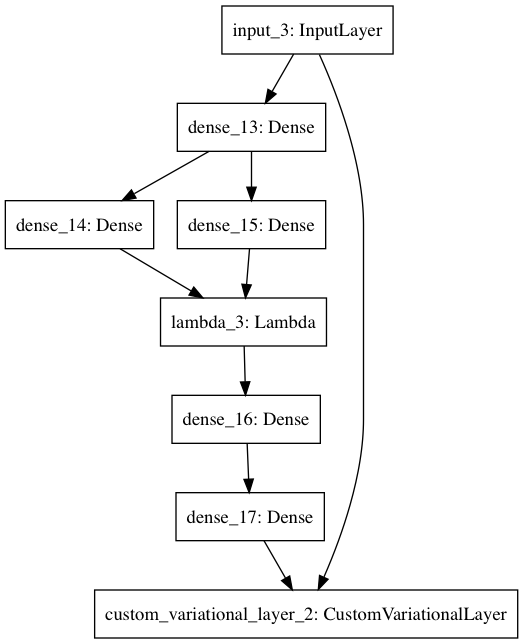 input_3: InputLayer
dense_13: Dense
dense_14: Dense
dense_15: Dense
lambda_3: Lambda
dense_16: Dense
dense_17: Dense
custom_variational_layer_2: CustomVariationalLayer